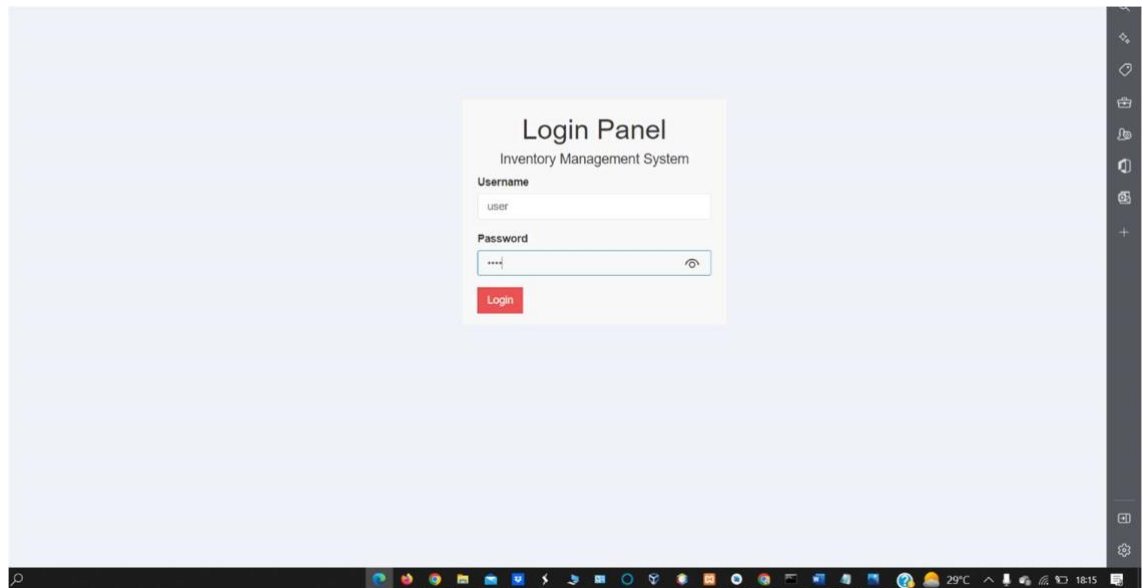 Login Panel
Inventory Management System
Username
user
Password
••••
Login
29°C
18:15